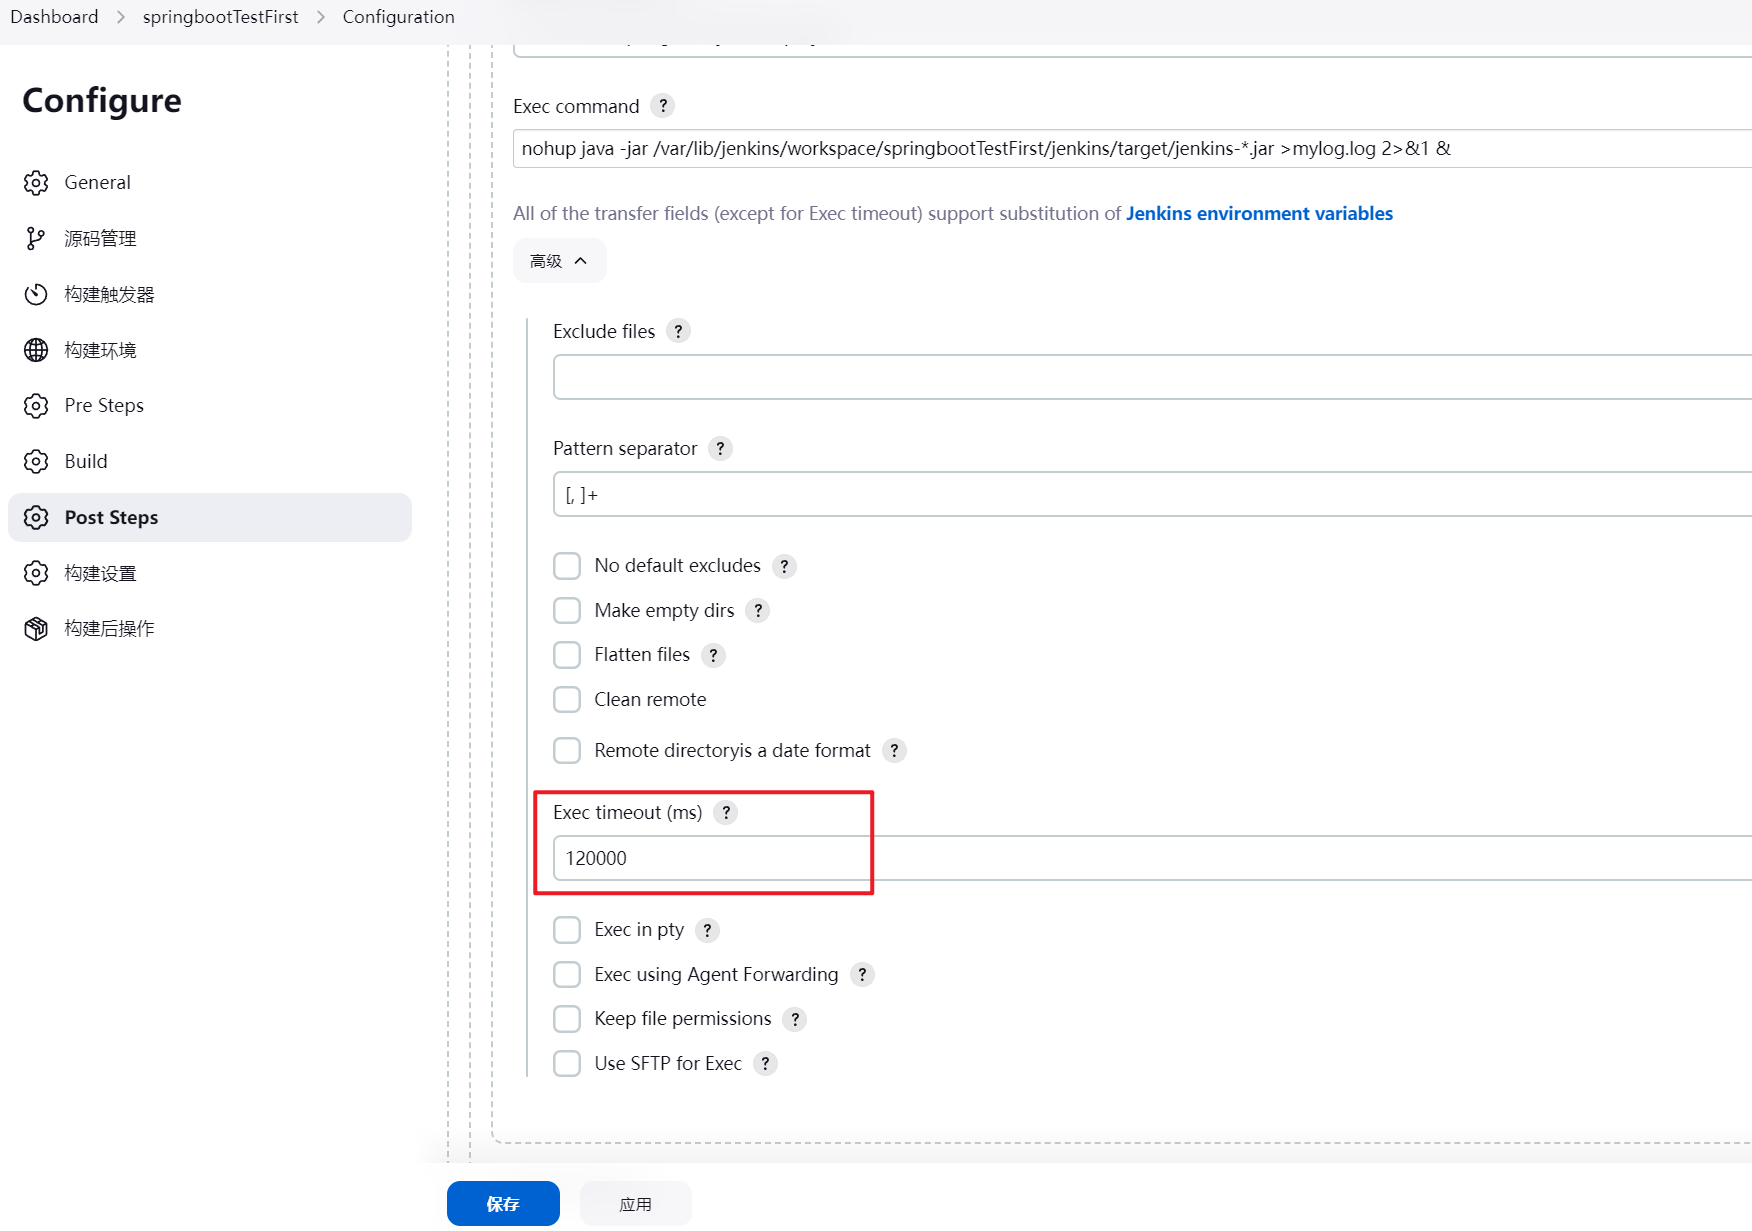 Dashboard > springbootTestFirst > Configuration
Configure
General
源码管理
构建触发器
构建环境
Pre Steps
Build
Post Steps
构建设置
构建后操作
Exec command ?
nohup java -jar /var/lib/jenkins/workspace/springbootTestFirst/jenkins/target/jenkins-*.jar >mylog.log 2>&1 &
All of the transfer fields (except for Exec timeout) support substitution of Jenkins environment variables
高级
Exclude files ?
Pattern separator ?
[, ]+
No default excludes ?
Make empty dirs ?
Flatten files ?
Clean remote
Remote directoryis a date format ?
Exec timeout (ms) ?
120000
Exec in pty ?
Exec using Agent Forwarding ?
Keep file permissions ?
Use SFTP for Exec ?
保存
应用